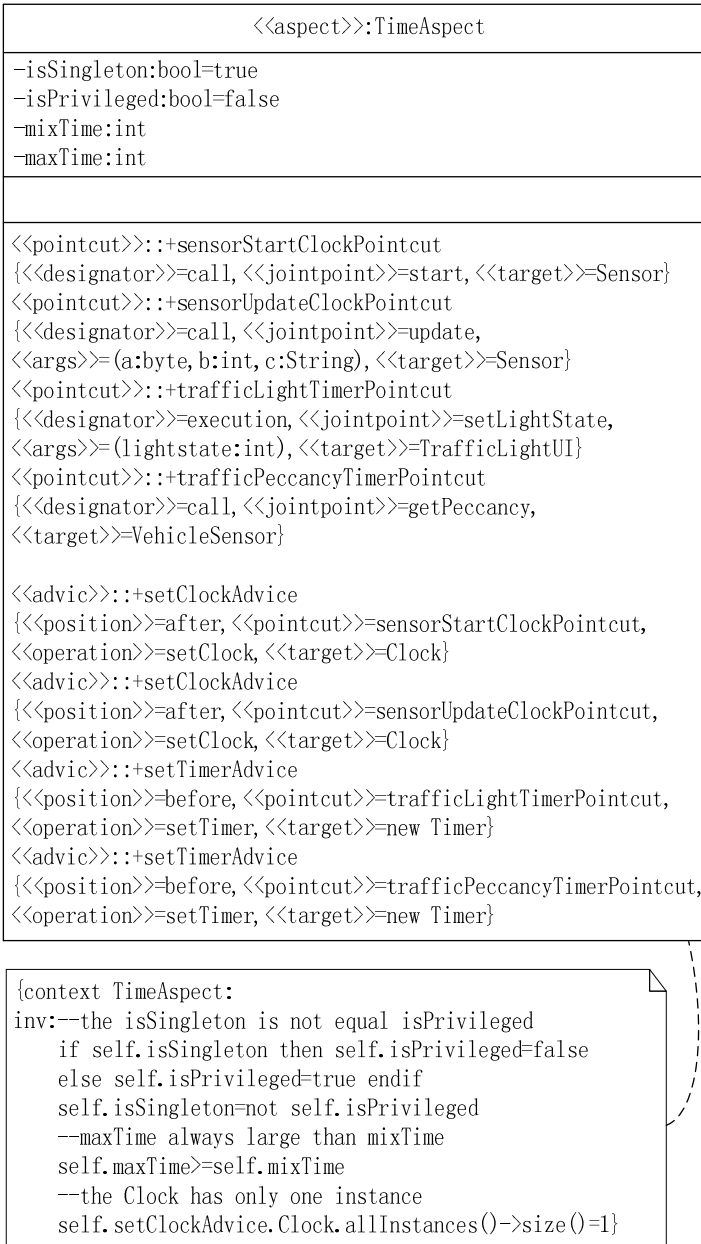 <<aspect>>:TimeAspect
-isSingleton:bool=true
-isPrivileged:bool=false
-mixTime:int
-maxTime:int
<<pointcut>>::+sensorStartClockPointcut
{<<designator>>=call,<<jointpoint>>=start,<<target>>=Sensor}
<<pointcut>>::+sensorUpdateClockPointcut
{<<designator>>=call,<<jointpoint>>=update,
<<args>>=(a:byte,b:int,c:String),<<target>>=Sensor}
<<pointcut>>::+trafficLightTimerPointcut
{<<designator>>=execution,<<jointpoint>>=setLightState,
<<args>>=(lightstate:int),<<target>>=TrafficLightUI}
<<pointcut>>::+trafficPeccancyTimerPointcut
{<<designator>>=call,<<jointpoint>>=getPeccancy,
<<target>>=VehicleSensor}
<<advic>>::+setClockAdvice
{<<position>>=after,<<pointcut>>=sensorStartClockPointcut,
<<operation>>=setClock,<<target>>=Clock}
<<advic>>::+setClockAdvice
{<<position>>=after,<<pointcut>>=sensorUpdateClockPointcut,
<<operation>>=setClock,<<target>>=Clock}
<<advic>>::+setTimerAdvice
{<<position>>=before,<<pointcut>>=trafficLightTimerPointcut,
<<operation>>=setTimer,<<target>>=new Timer}
<<advic>>::+setTimerAdvice
{<<position>>=before,<<pointcut>>=trafficPeccancyTimerPointcut,
<<operation>>=setTimer,<<target>>=new Timer}
{context TimeAspect:
inv:--the isSingleton is not equal isPrivileged
if self.isSingleton then self.isPrivileged=false
else self.isPrivileged=true endif
self.isSingleton=not self.isPrivileged
--maxTime always large than mixTime
self.maxTime>=self.mixTime
--the Clock has only one instance
self.setClockAdvice.Clock.allInstances()->size()=1}